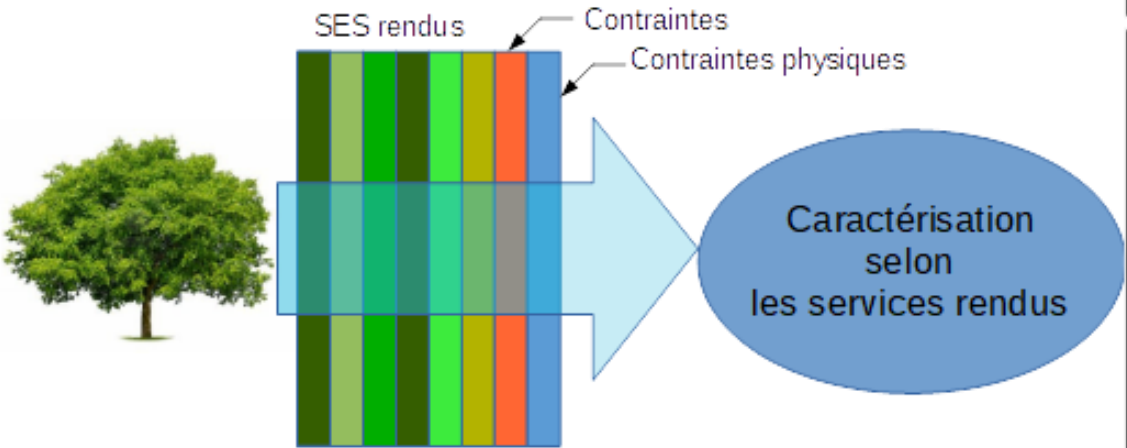 SES rendus
Contraintes
Contraintes physiques
Caractérisation
selon
les services rendus